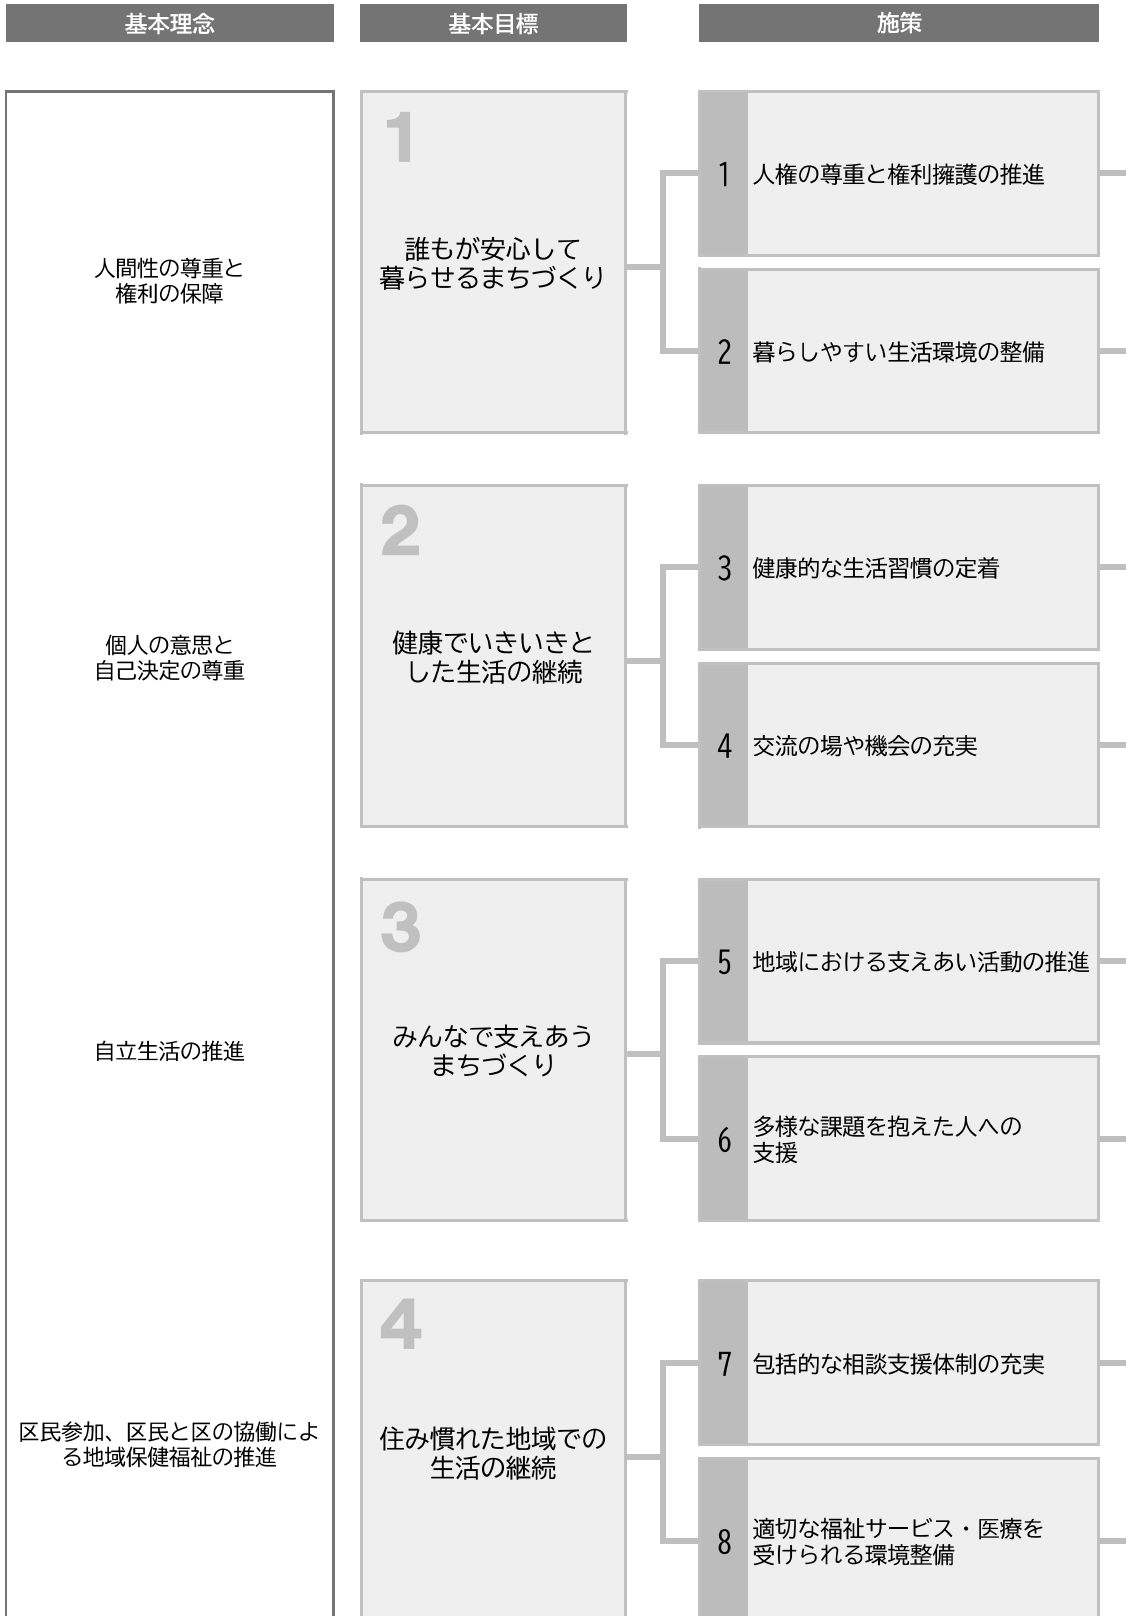 基本理念
基本目標
施策
人間性の尊重と
権利の保障
個人の意思と
自己決定の尊重
自立生活の推進
区民参加、区民と区の協働によ
る地域保健福祉の推進
1
誰もが安心して
暮らせるまちづくり
1 人権の尊重と権利擁護の推進
2 暮らしやすい生活環境の整備
2
健康でいきいきと
した生活の継続
3 健康的な生活習慣の定着
4 交流の場や機会の充実
3
みんなで支えあう
まちづくり
5 地域における支えあい活動の推進
6 多様な課題を抱えた人への
支援
4
住み慣れた地域での
生活の継続
7 包括的な相談支援体制の充実
8 適切な福祉サービス・医療を
受けられる環境整備